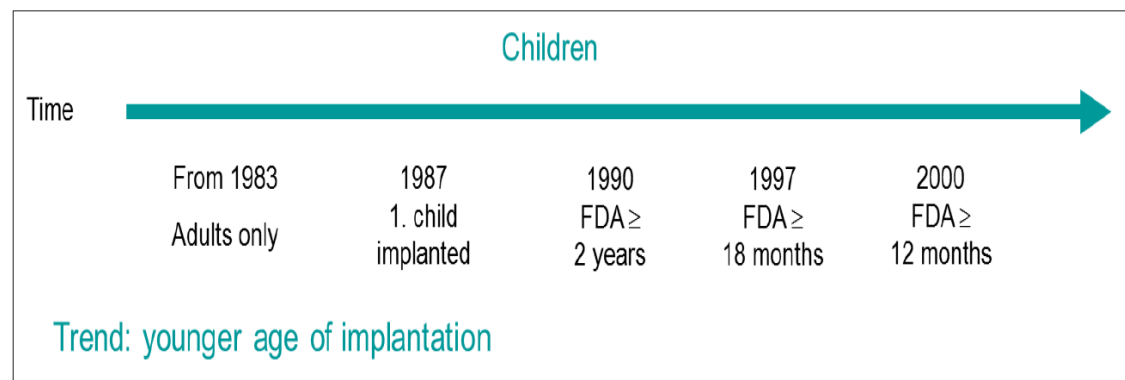 Children
Time
From 1983
Adults only
1987
1. child
implanted
1990
FDA ≥
2 years
1997
FDA ≥
18 months
2000
FDA ≥
12 months
Trend: younger age of implantation